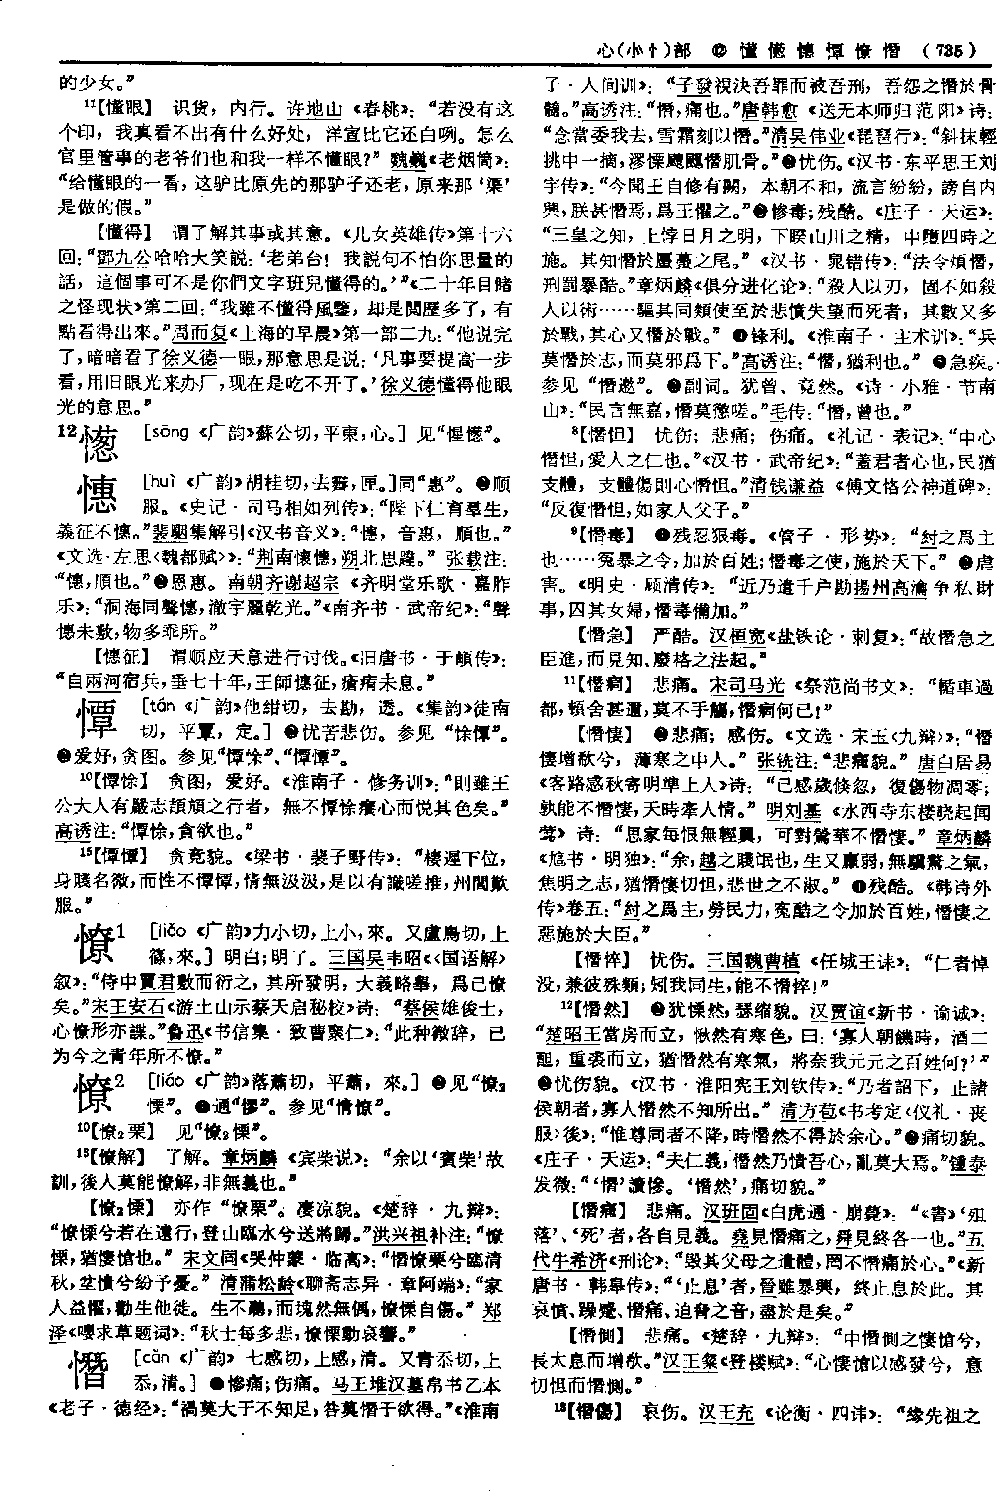 心(小忄)部 ⑫ 懂 憽 憓 憛 憭 憯 (735)
的少女。”
11【懂眼】 识货，内行。许地山《春桃》：“若没有这
个印，我真看不出有什么好处，洋宣比它还白咧。怎么
官里管事的老爷们也和我一样不懂眼？”魏巍《老烟筒》：
“给懂眼的一看，这驴比原先的那驴子还老，原来那‘渠’
是做的假。”
【懂得】 谓了解其事或其意。《儿女英雄传》第十六
回：“鄧九公哈哈大笑説：‘老弟台！我説句不怕你思量的
話，這個事可不是你們文字班兒懂得的。’”《二十年目睹
之怪现状》第二回：“我雖不懂得風鑒，却是閲歷多了，有
點看得出來。”周而复《上海的早晨》第一部二九：“他说完
了，暗暗看了徐义德一眼，那意思是说：‘凡事要提高一步
看，用旧眼光来办厂，现在是吃不开了。’徐义德懂得他眼
光的意思。”
12憽 [sōng《广韵》蘇公切，平東，心。] 见“惺憽”。
憓 [huì《广韵》胡桂切，去霽，匣。]同“惠”。❶顺
服。《史记·司马相如列传》：“陛下仁育羣生，
義征不憓。”裴駰集解引《汉书音义》：“憓，音惠，順也。”
《文选·左思〈魏都赋〉》：“荆南懷憓，朔北思韙。”张载注：
“憓，順也。”❷恩惠。南朝齐谢超宗《齐明堂乐歌·嘉胙
乐》：“洞海同聲憓，澈宇麗乾光。”《南齐书·武帝纪》：“聲
憓未敷，物多乖所。”
【憓征】 谓顺应天意进行讨伐。《旧唐书·于頔传》：
“自兩河宿兵，垂七十年，王師憓征，瘡痏未息。”
憛 [tán《广韵》他紺切，去勘，透。《集韵》徒南
切，平覃，定。] ❶忧苦悲伤。参见“悇憛”。
❷爱好，贪图。参见“憛悇”、“憛憛”。
10【憛悇】 贪图，爱好。《淮南子·修务训》：“則雖王
公大人有嚴志頡頏之行者，無不憛悇癢心而悦其色矣。”
高诱注：“憛悇，貪欲也。”
15【憛憛】 贪竞貌。《梁书·裴子野传》：“棲遲下位，
身賤名微，而性不憛憛，情無汲汲，是以有識嗟推，州閭歎
服。”
憭1 [liǎo《广韵》力小切，上小，來。又盧鳥切，上
篠，來。] 明白；明了。三国吴韦昭《〈国语解〉
叙》：“侍中賈君敷而衍之，其所發明，大義略舉，爲已憭
矣。”宋王安石《游土山示蔡天启秘校》诗：“蔡侯雄俊士，
心憭形亦諜。”鲁迅《书信集·致曹聚仁》：“此种微辞，已
为今之青年所不憭。”
憭2 [liáo《广韵》落蕭切，平蕭，來。] ❶见“憭₂
慄”。❷通“憀”。参见“情憭”。
10【憭₂栗】 见“憭₂慄”。
13【憭解】 了解。章炳麟《宾柴说》：“余以‘賓柴’故
訓，後人莫能憭解，非無義也。”
【憭₂慄】 亦作“憭栗”。凄凉貌。《楚辞·九辩》：
“憭慄兮若在遠行，登山臨水兮送將歸。”洪兴祖补注：“憭
慄，猶悽愴也。”宋文同《哭仲蒙·临高》：“憯憭栗兮臨清
秋，坌憤兮紛予憂。”清蒲松龄《聊斋志异·章阿端》：“家
人益懼，勸生他徙。生不聽，而塊然無偶，憭慄自傷。”郑
泽《嘤求草题词》：“秋士每多悲，憭慄動哀響。”
憯 [cǎn《广韵》七感切，上感，清。又青忝切，上
忝，清。] ❶惨痛；伤痛。马王堆汉墓帛书乙本
《老子·德经》：“禍莫大于不知足，咎莫憯于欲得。”《淮南
子·人间训》：“子發視決吾罪而被吾刑，吾怨之憯於骨
髓。”高诱注：“憯，痛也。”唐韩愈《送无本师归范阳》诗：
“念當委我去，雪霜刻以憯。”清吴伟业《琵琶行》：“斜抹輕
挑中一摘，漻慄颼飀憯肌骨。”❷忧伤。《汉书·东平思王刘
宇传》：“今聞王自修有闕，本朝不和，流言紛紛，謗自内
興，朕甚憯焉，爲王懼之。”❸惨毒；残酷。《庄子·天运》：
“三皇之知，上悖日月之明，下睽山川之精，中墮四時之
施。其知憯於蠣蠆之尾。”《汉书·晁错传》：“法令煩憯，
刑罰暴酷。”章炳麟《俱分进化论》：“殺人以刃，固不如殺
人以術……驅其同類使至於悲憤失望而死者，其數又多
於戰，其心又憯於戰。”❹锋利。《淮南子·主术训》：“兵
莫憯於志，而莫邪爲下。”高诱注：“憯，猶利也。”❺急疾。
参见“憯遬”。❻副词。犹曾、竟然。《诗·小雅·节南
山》：“民言無嘉，憯莫懲嗟。”毛传：“憯，曾也。”
8【憯怛】 忧伤；悲痛；伤痛。《礼记·表记》：“中心
憯怛，愛人之仁也。”《汉书·武帝纪》：“蓋君者心也，民猶
支體，支體傷則心憯怛。”清钱谦益《傅文恪公神道碑》：
“反復憯怛，如家人父子。”
9【憯毒】 ❶残忍狠毒。《管子·形势》：“紂之爲主
也……冤暴之令，加於百姓；憯毒之使，施於天下。”❷虐
害。《明史·顾清传》：“近乃遣千户勘揚州高瀹争私財
事，囚其女婦，憯毒備加。”
【憯急】 严酷。汉桓宽《盐铁论·刺复》：“故憯急之
臣進，而見知、廢格之法起。”
11【憯痾】 悲痛。宋司马光《祭范尚书文》：“輀車過
都，頓舍甚邇，莫不手觴，憯痾何已！”
【憯悽】 ❶悲痛；感伤。《文选·宋玉〈九辩〉》：“憯
悽增欷兮，薄寒之中人。”张铣注：“悲痛貌。”唐白居易
《客路感秋寄明準上人》诗：“已感歲倏忽，復傷物凋零；
孰能不憯悽，天時牽人情。”明刘基《水西寺东楼晓起闻
莺》诗：“思家每恨無輕翼，可對鶯華不憯悽。”章炳麟
《訄书·明独》：“余，越之賤氓也，生又羸弱，無驥驁之氣，
焦明之志，猶憯悽忉怛，悲世之不淑。”❷残酷。《韩诗外
传》卷五：“紂之爲主，勞民力，冤酷之令加於百姓，憯悽之
惡施於大臣。”
【憯悴】 忧伤。三国魏曹植《任城王诔》：“仁者悼
没，兼彼殊類；矧我同生，能不憯悴！”
12【憯然】 ❶犹慄然，瑟缩貌。汉贾谊《新书·谕诚》：
“楚昭王當房而立，愀然有寒色，曰：‘寡人朝饑時，酒二
䣺，重裘而立，猶憯然有寒氣，將奈我元元之百姓何？’”
❷忧伤貌。《汉书·淮阳宪王刘钦传》：“乃者詔下，止諸
侯朝者，寡人憯然不知所出。”清方苞《书考定〈仪礼·丧
服〉後》：“惟尊同者不降，時憯然不得於余心。”❸痛切貌。
《庄子·天运》：“夫仁義，憯然乃憤吾心，亂莫大焉。”锺泰
发微：“‘憯’讀慘。‘憯然’，痛切貌。”
【憯痛】 悲痛。汉班固《白虎通·崩薨》：“《書》‘殂
落’、‘死’者，各自見義。堯見憯痛之，舜見終各一也。”五
代牛希济《刑论》：“毁其父母之遺體，罔不憯痛於心。”《新
唐书·韩皋传》：“‘止息’者，晉雖暴興，終止息於此。其
哀憤、躁蹙、憯痛、迫脅之音，盡於是矣。”
【憯惻】 悲痛。《楚辞·九辩》：“中憯惻之悽愴兮，
長太息而增欷。”汉王粲《登楼赋》：“心悽愴以感發兮，意
忉怛而憯惻。”
13【憯傷】 哀伤。汉王充《论衡·四讳》：“缘先祖之